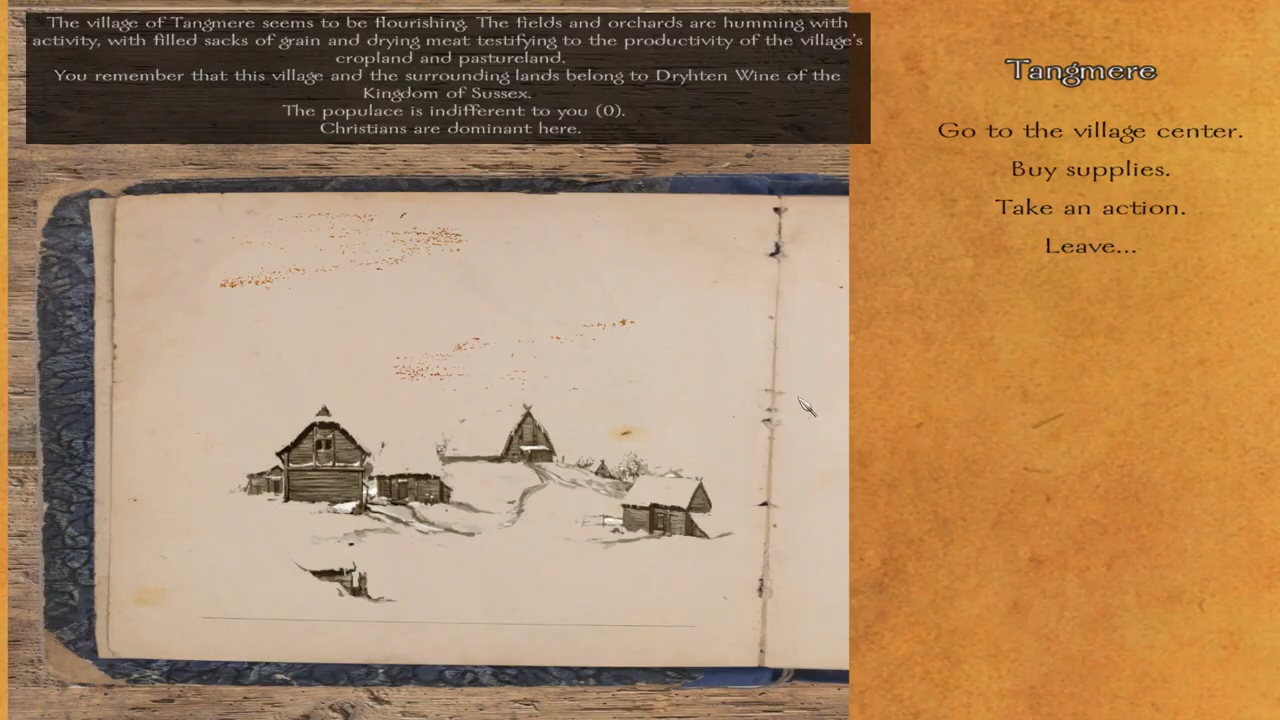 The village of Tangmere seems to be flourishing. The fields and orchards are humming with
activity, with filled sacks of grain and drying meat testifying to the productivity of the village's
cropland and pastureland.
You remember that this village and the surrounding lands belong to Dryhten Wine of the
Kingdom of Sussex.
The populace is indifferent to you (0).
Christians are dominant here.
Tangmere
Go to the village center.
Buy supplies.
Take an action.
Leave...